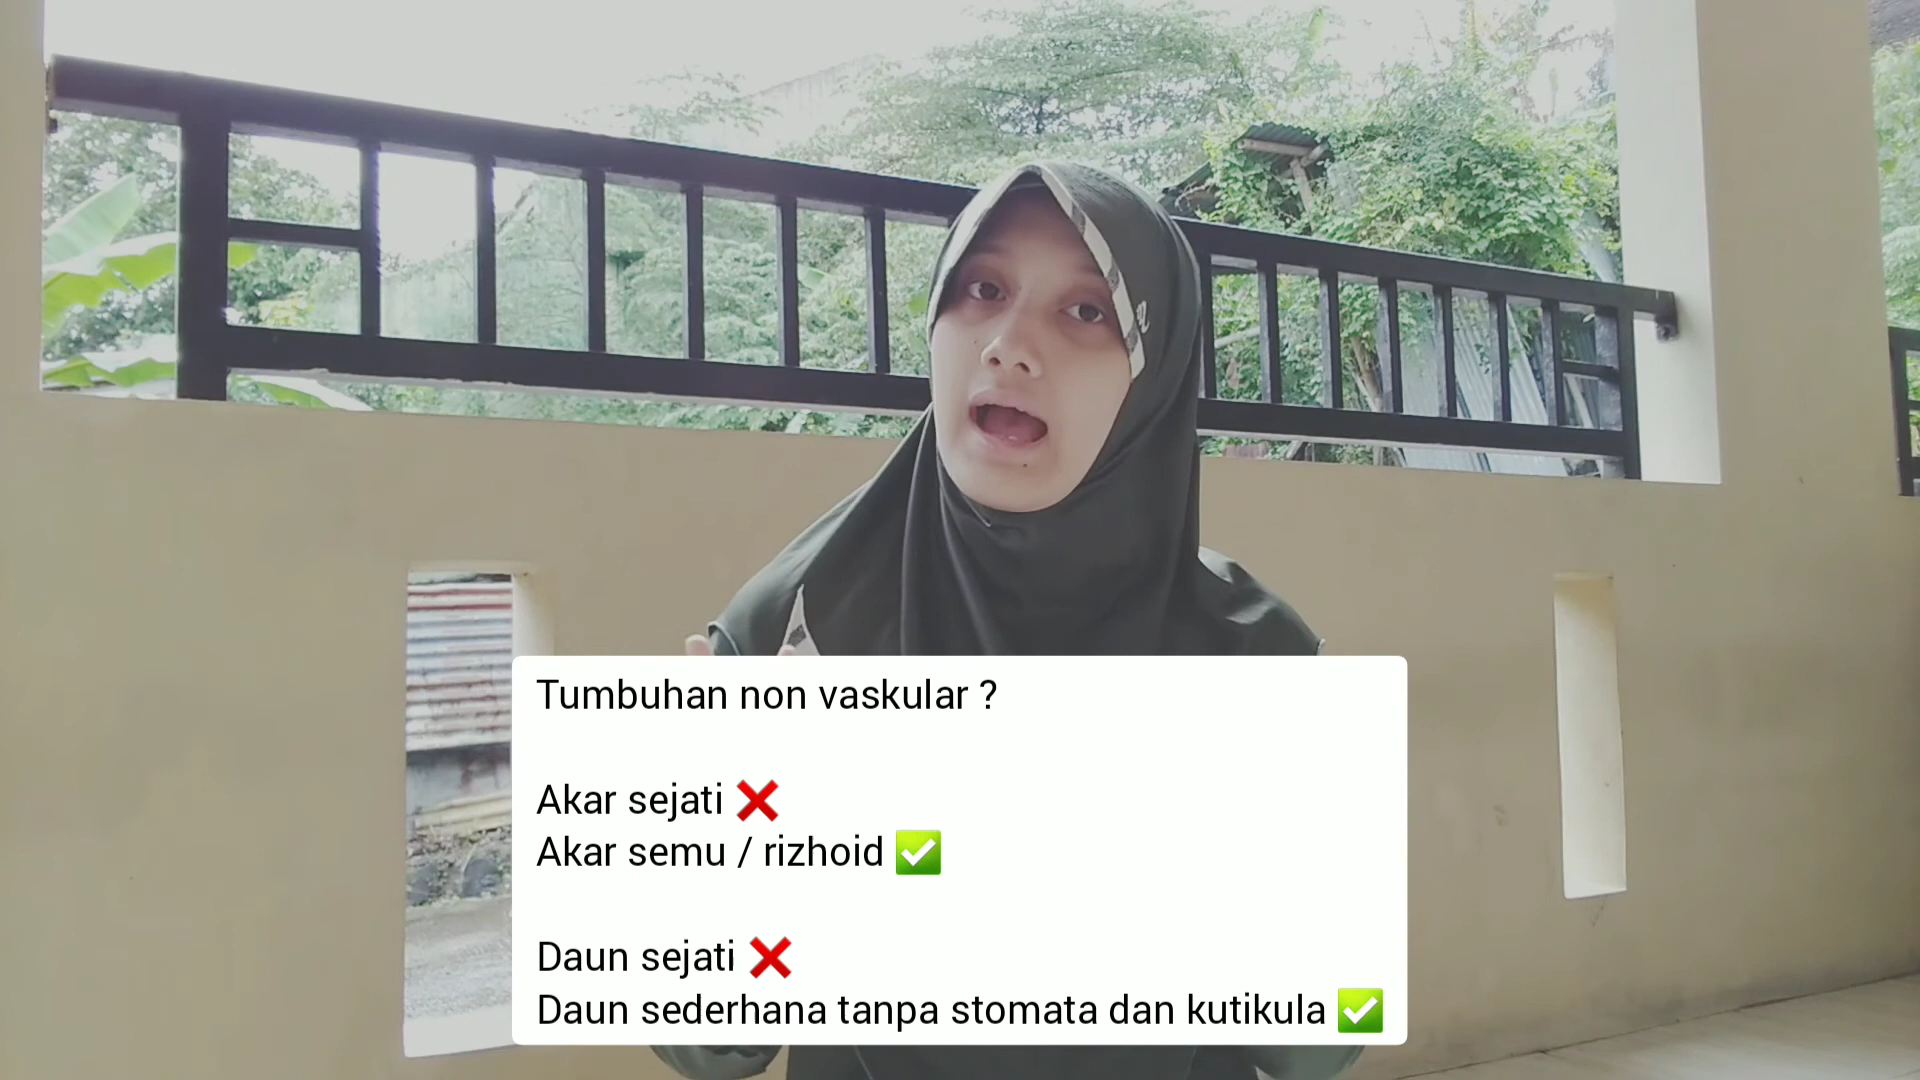 Tumbuhan non vaskular ?
Akar sejati ❌
Akar semu / rizhoid ✅
Daun sejati ❌
Daun sederhana tanpa stomata dan kutikula ✅